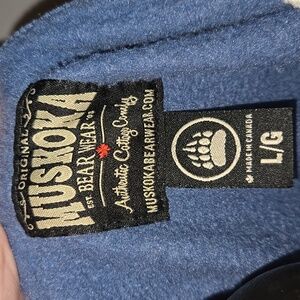 ORIGINAL
MUSKOKA
EST. BEAR WEAR
Authentic Cottage Comfy
MUSKOKABEARWEAR.COM
MADE IN CANADA
L/G